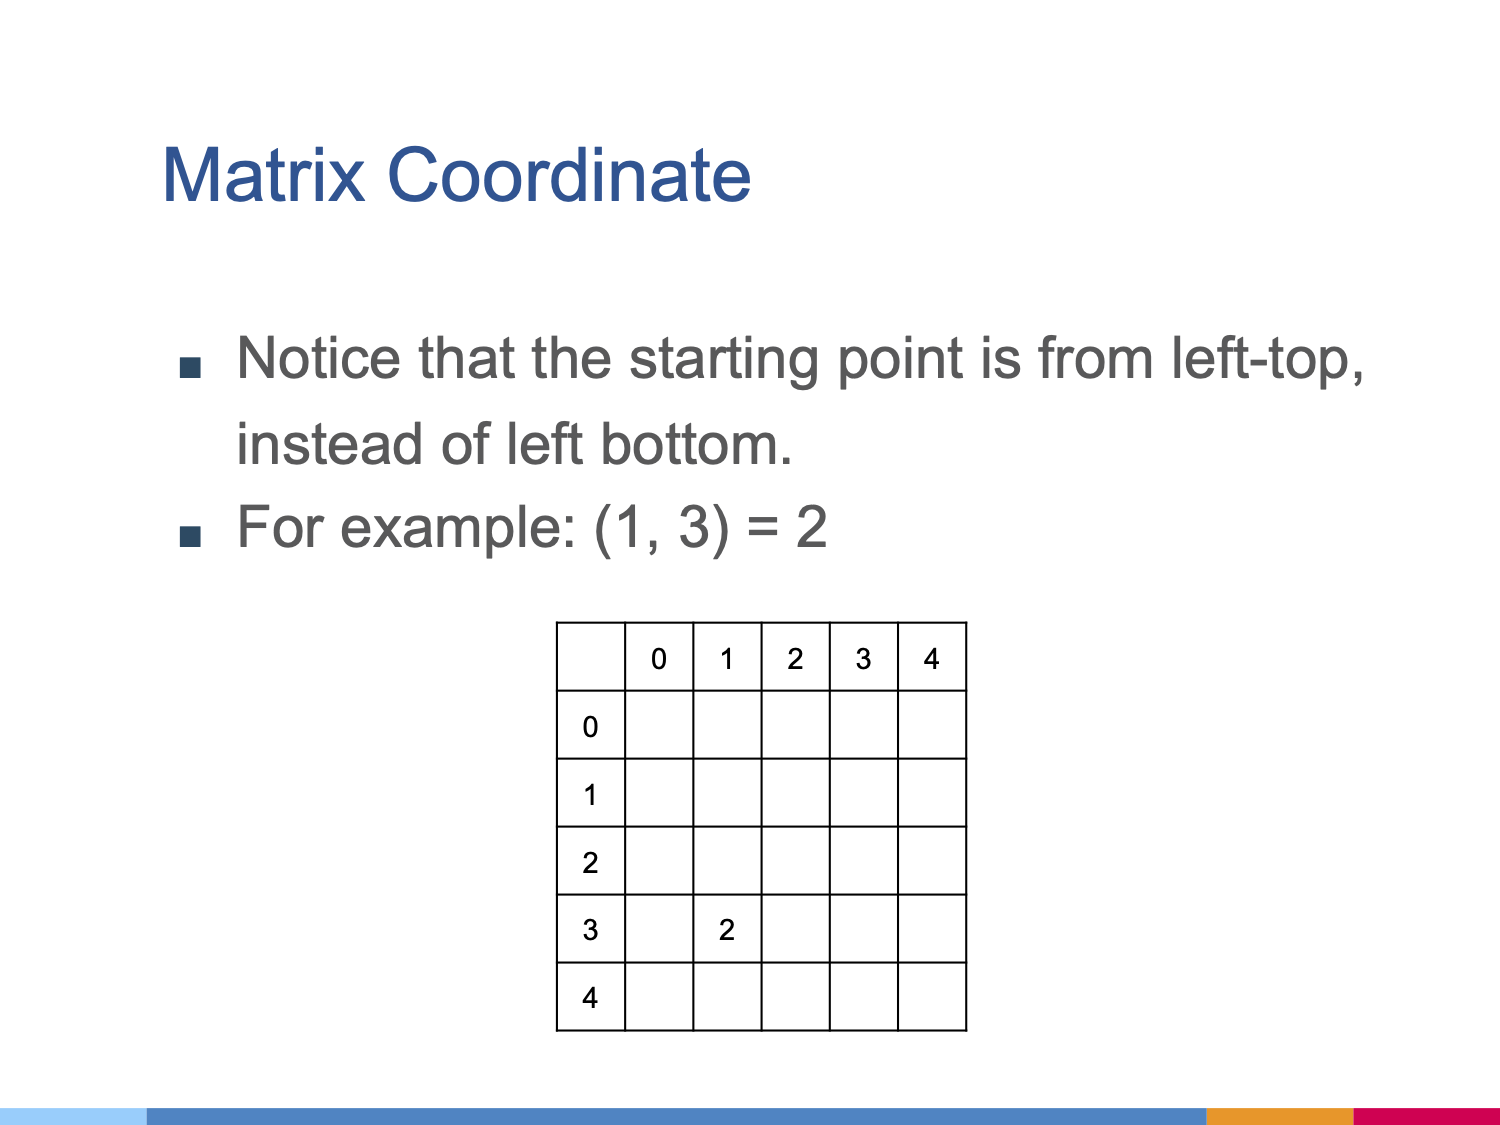 Matrix Coordinate
■ Notice that the starting point is from left-top,
instead of left bottom.
■ For example: (1, 3) = 2
0 1 2 3 4
0
1
2
3 2
4